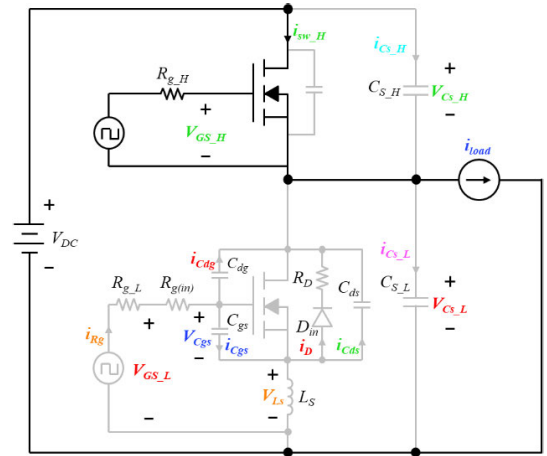 i_sw_H
i_Cs_H
R_g_H
+
C_S_H
+
V_GS_H
V_Cs_H
−
−
i_load
+
V_DC
−
i_Cs_L
i_Cdg
C_dg
R_D
C_ds
C_S_L
+
R_g_L
R_g(in)
+
+
C_gs
D_in
V_Cs_L
i_Rg
V_Cgs
i_Cgs
i_D
i_Cds
−
−
V_GS_L
+
V_Ls
L_S
−
−